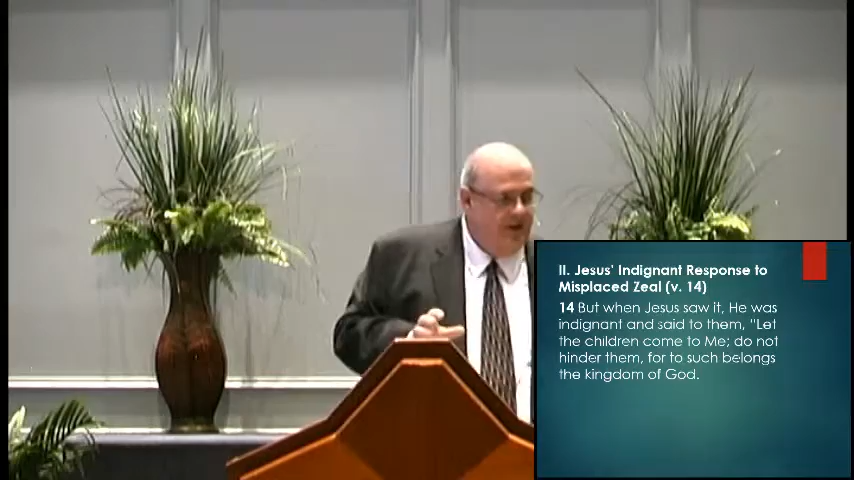 II. Jesus' Indignant Response to
Misplaced Zeal (v. 14)
14 But when Jesus saw it, He was
indignant and said to them, "Let
the children come to Me; do not
hinder them, for to such belongs
the kingdom of God.